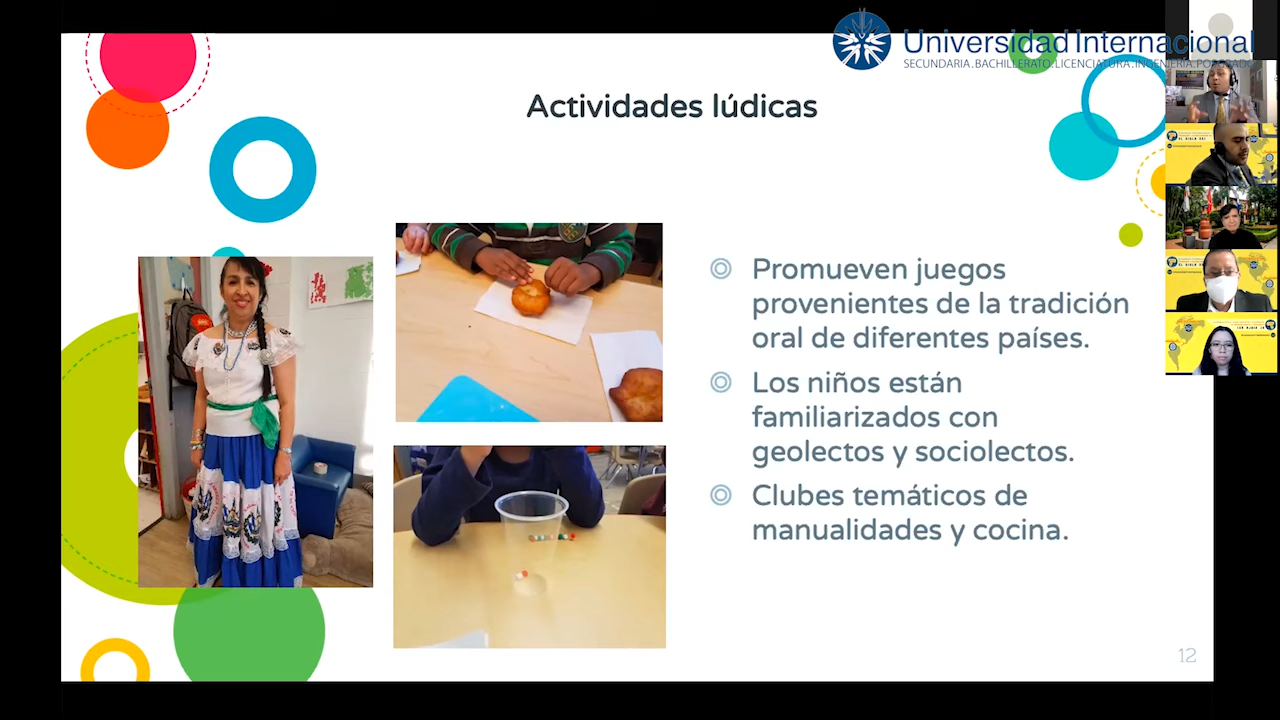 Universidad Internacional
SECUNDARIA.BACHILLERATO.LICENCIATURA.INGENIERÍA.POSGRADO
Actividades lúdicas
Promueven juegos
provenientes de la tradición
oral de diferentes países.
Los niños están
familiarizados con
geolectos y sociolectos.
Clubes temáticos de
manualidades y cocina.
12